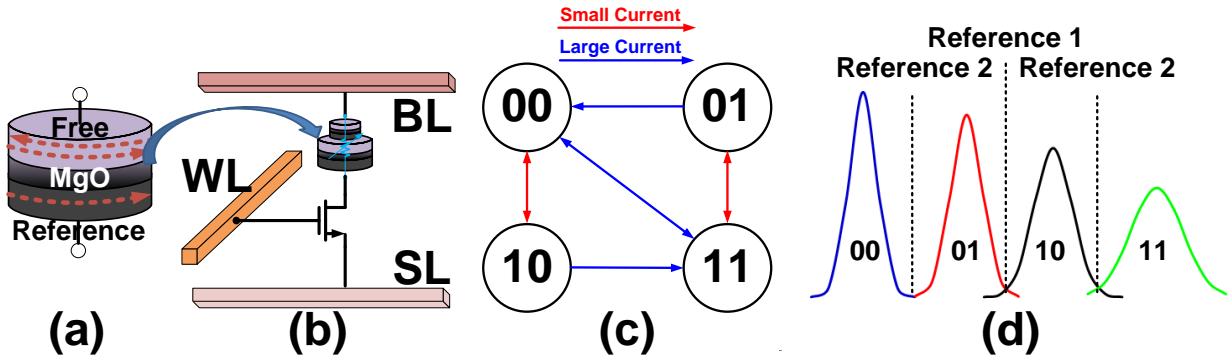 Free
MgO
Reference
(a)
BL
WL
SL
(b)
Small Current
Large Current
00
01
10
11
(c)
Reference 1
Reference 2
Reference 2
00
01
10
11
(d)